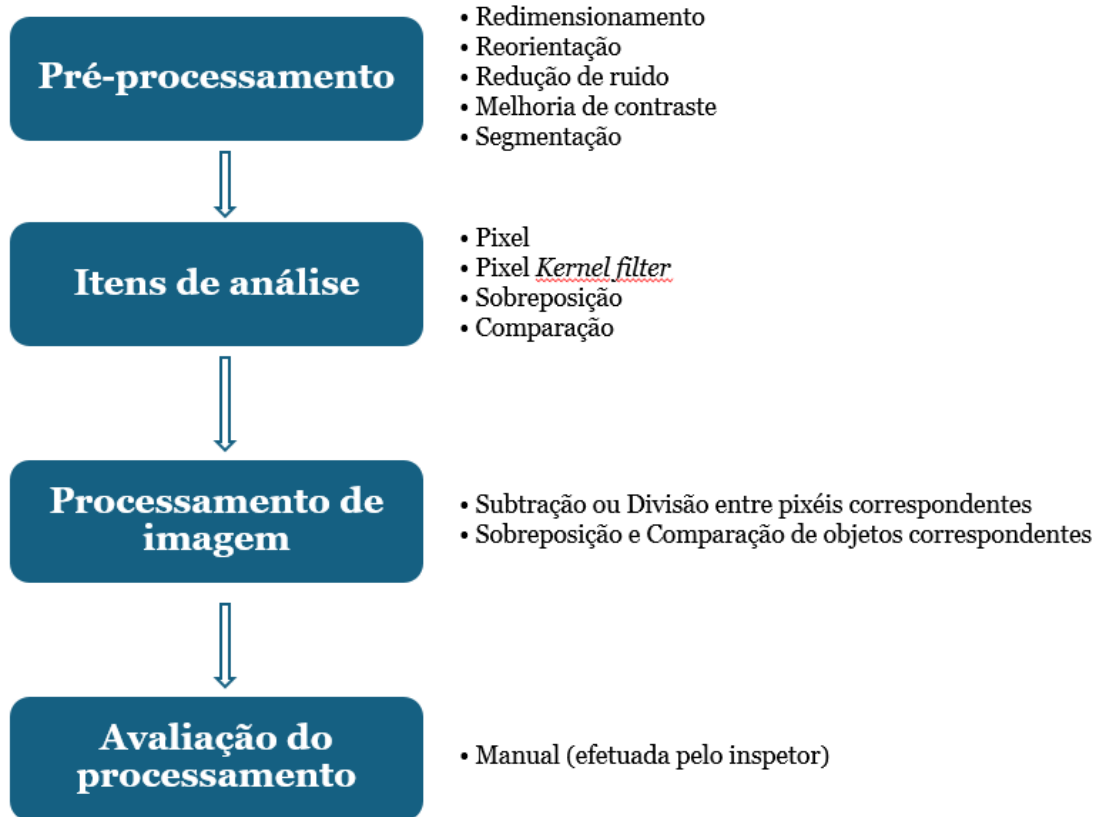 Pré-processamento
• Redimensionamento
• Reorientação
• Redução de ruido
• Melhoria de contraste
• Segmentação
Itens de análise
• Pixel
• Pixel Kernel filter
• Sobreposição
• Comparação
Processamento de
imagem
• Subtração ou Divisão entre pixéis correspondentes
• Sobreposição e Comparação de objetos correspondentes
Avaliação do
processamento
• Manual (efetuada pelo inspetor)